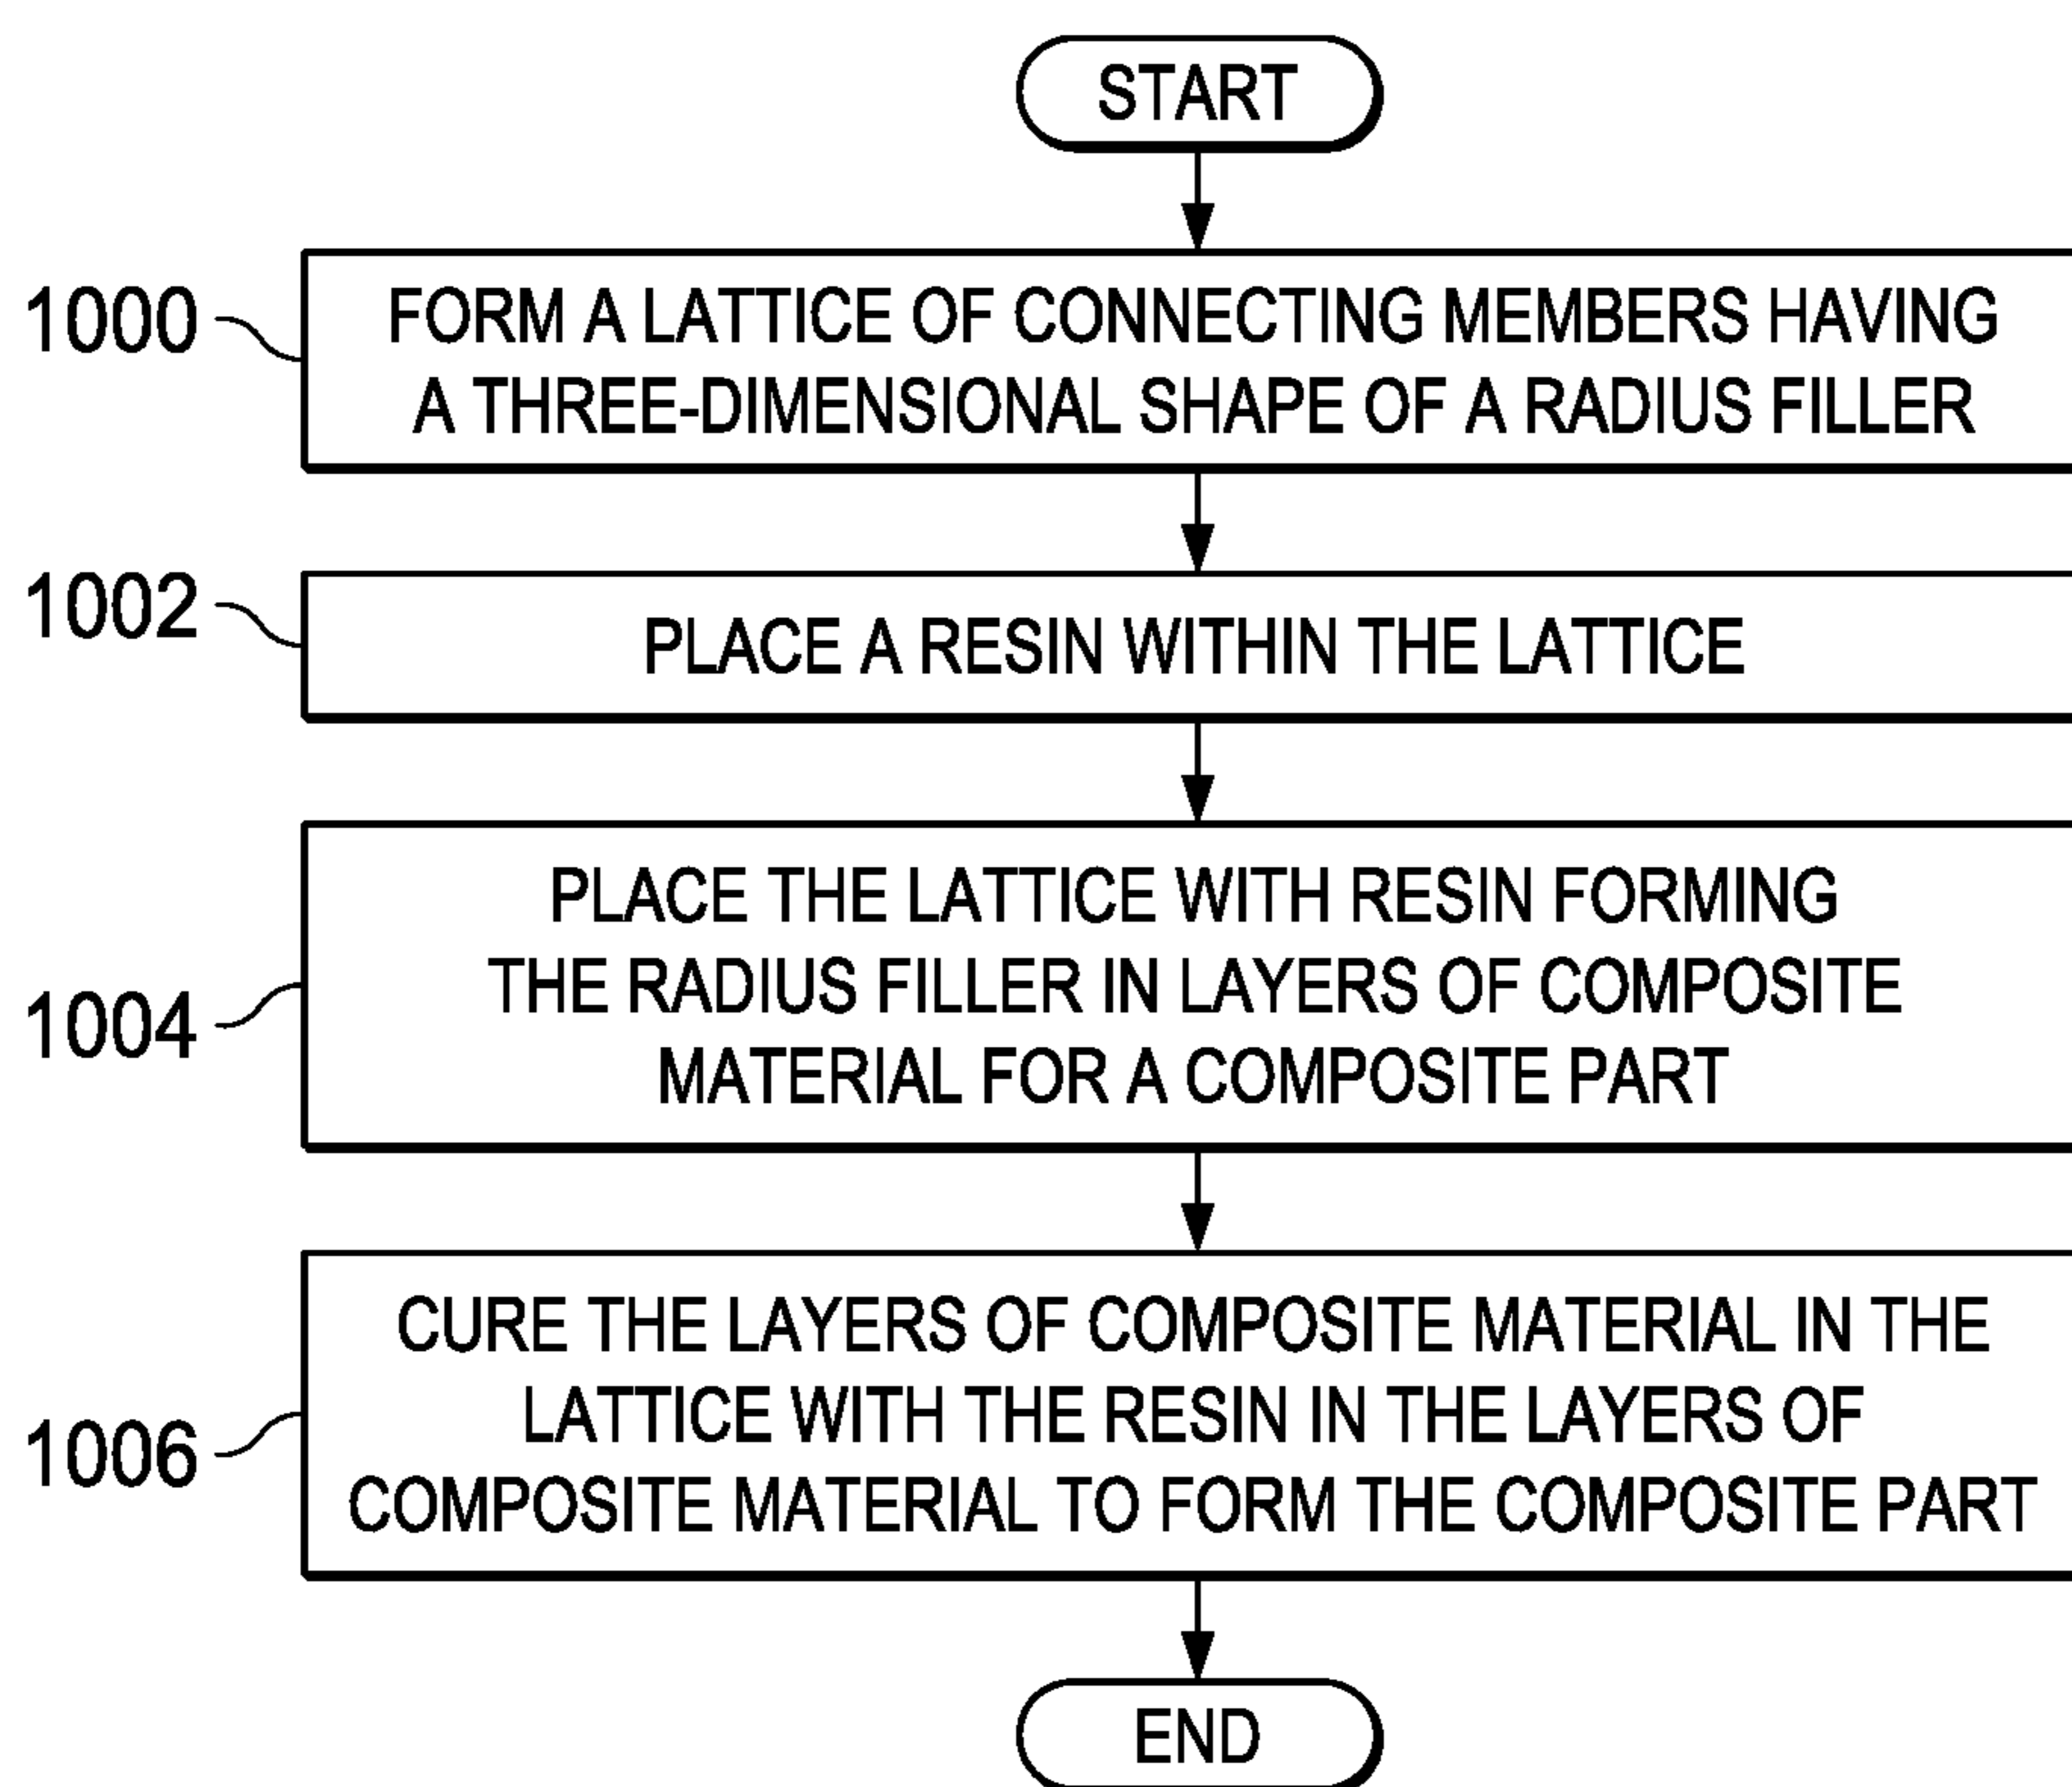 START
1000
FORM A LATTICE OF CONNECTING MEMBERS HAVING
A THREE-DIMENSIONAL SHAPE OF A RADIUS FILLER
1002
PLACE A RESIN WITHIN THE LATTICE
1004
PLACE THE LATTICE WITH RESIN FORMING
THE RADIUS FILLER IN LAYERS OF COMPOSITE
MATERIAL FOR A COMPOSITE PART
1006
CURE THE LAYERS OF COMPOSITE MATERIAL IN THE
LATTICE WITH THE RESIN IN THE LAYERS OF
COMPOSITE MATERIAL TO FORM THE COMPOSITE PART
END